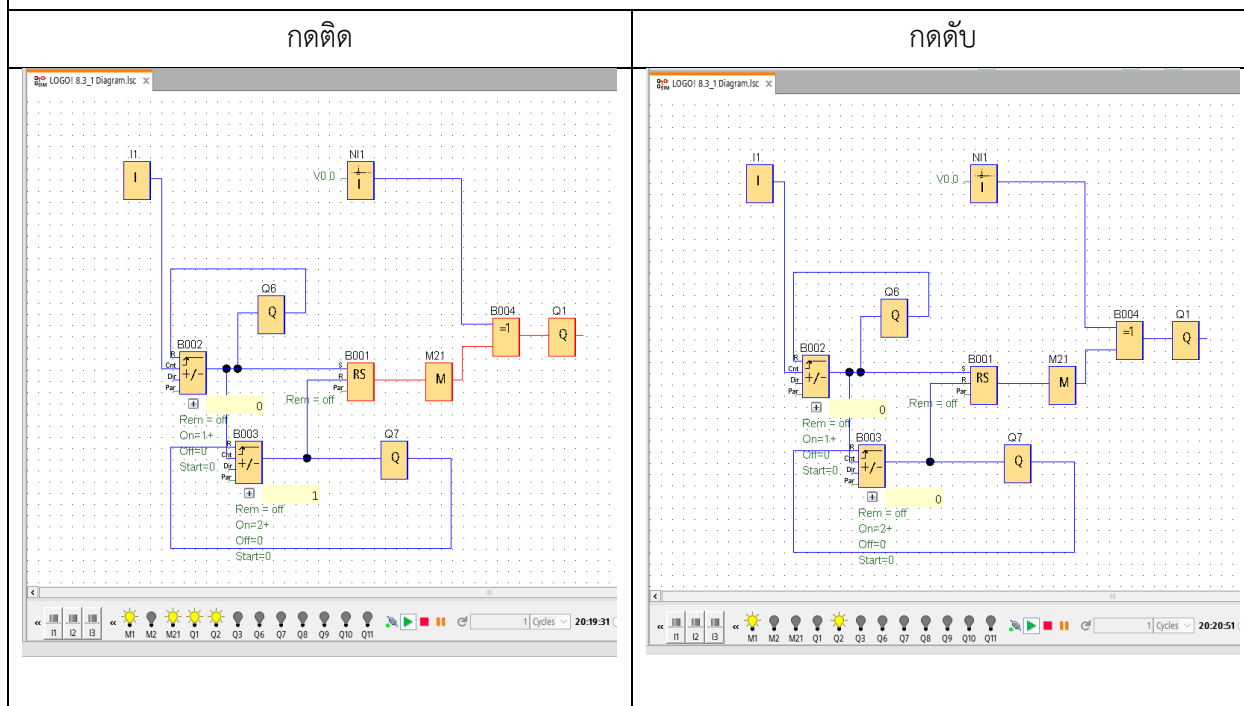 กดติด
LOGO! 8.3_1 Diagram.lsc
I1
I
NI1
V0.0
I
Q6
Q
B004
=1
Q1
Q
B002
R
Cnt
Dir
Par
+/-
B001
S
R
Par
RS
M21
M
0
Rem = off
Rem = off
On=1+
Off=0
Start=0
B003
R
Cnt
Dir
Par
+/-
Q7
Q
1
Rem = off
On=2+
Off=0
Start=0
I1 I2 I3 M1 M2 M21 Q1 Q2 Q3 Q6 Q7 Q8 Q9 Q10 Q11
1 Cycles 20:19:31
กดดับ
LOGO! 8.3_1 Diagram.lsc
I1
I
NI1
V0.0
I
Q6
Q
B004
=1
Q1
Q
B002
R
Cnt
Dir
Par
+/-
B001
S
R
Par
RS
M21
M
0
Rem = off
Rem = off
On=1+
Off=0
Start=0
B003
R
Cnt
Dir
Par
+/-
Q7
Q
0
Rem = off
On=2+
Off=0
Start=0
I1 I2 I3 M1 M2 M21 Q1 Q2 Q3 Q6 Q7 Q8 Q9 Q10 Q11
1 Cycles 20:20:51